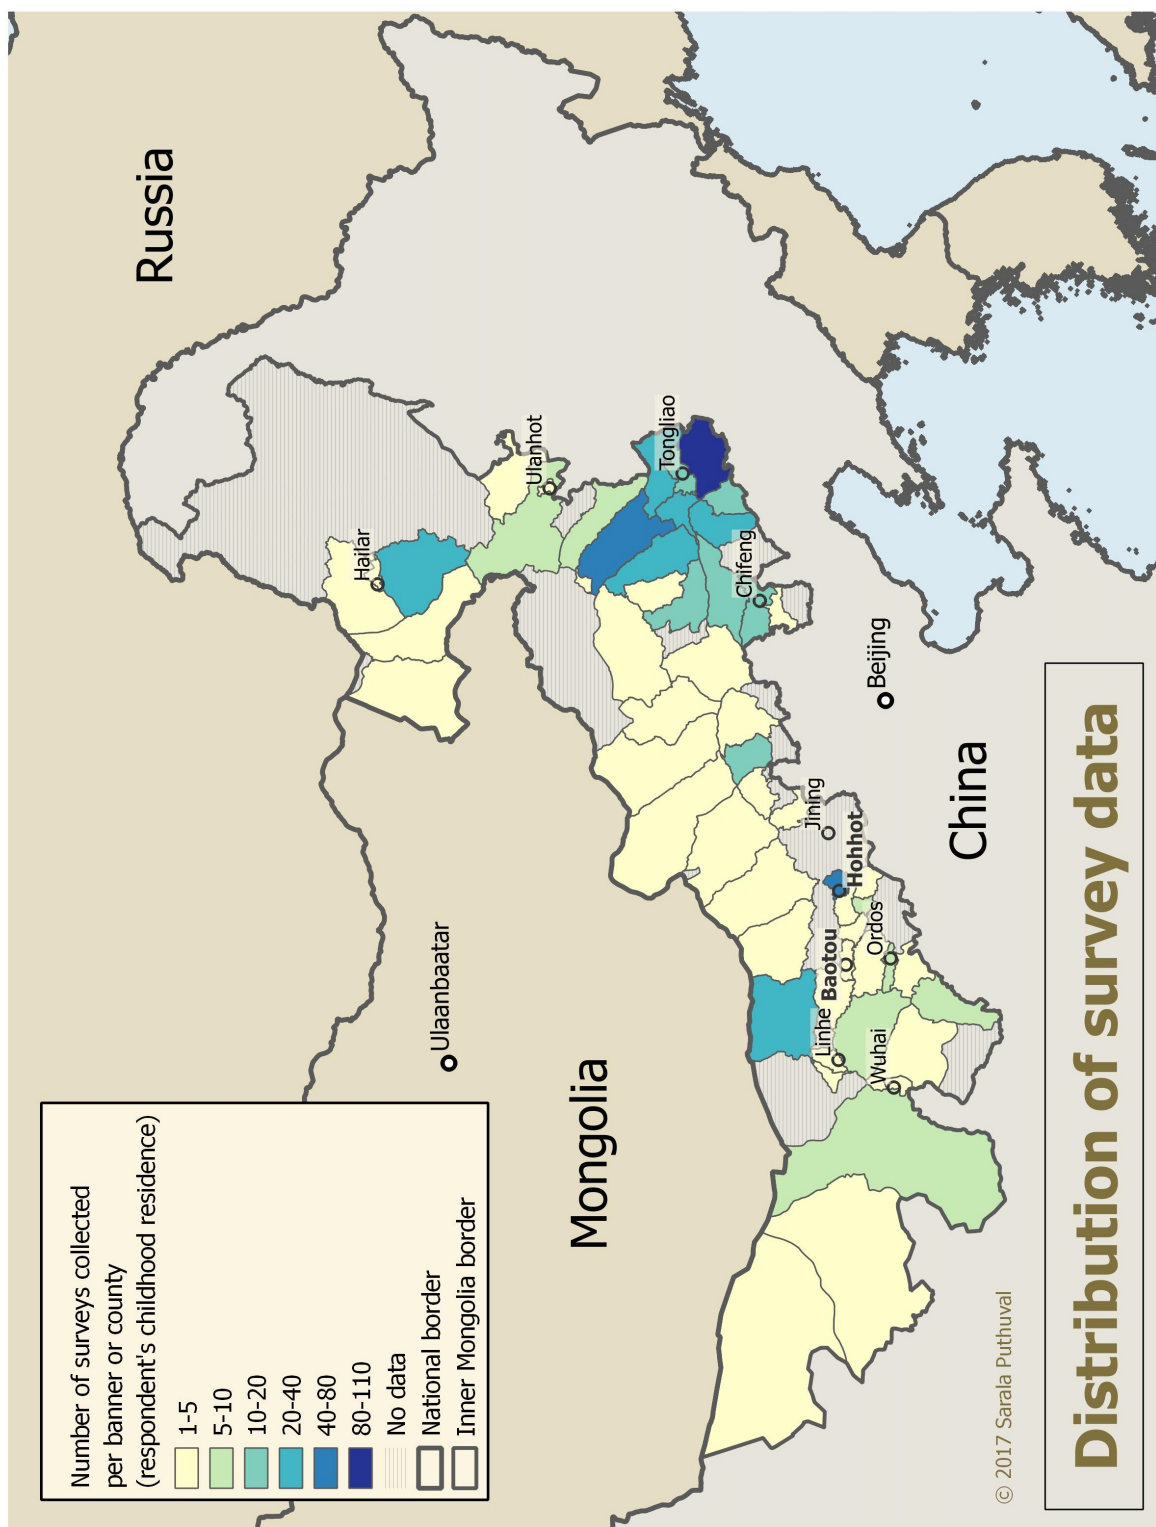 Number of surveys collected
per banner or county
(respondent's childhood residence)
1-5
5-10
10-20
20-40
40-80
80-110
No data
National border
Inner Mongolia border
Russia
Mongolia
China
Ulaanbaatar
Beijing
Hailar
Ulanhot
Tongliao
Chifeng
Jining
Hohhot
Baotou
Ordos
Linhe
Wuhai
© 2017 Sarala Puthuval
Distribution of survey data